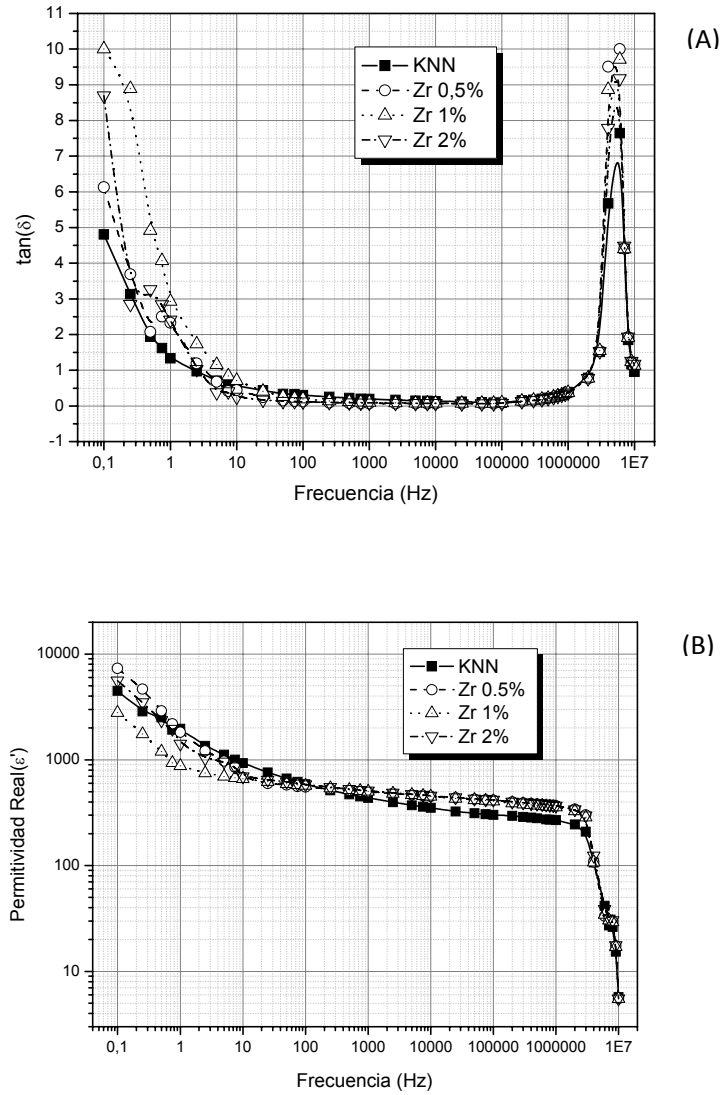 (A)
11
10
9
8
7
6
5
4
3
2
1
0
-1
tan(δ)
KNN
Zr 0,5%
Zr 1%
Zr 2%
0,1 1 10 100 1000 10000 100000 1000000 1E7
Frecuencia (Hz)
(B)
10000
1000
100
10
Permitividad Real(ε')
KNN
Zr 0.5%
Zr 1%
Zr 2%
0,1 1 10 100 1000 10000 100000 1000000 1E7
Frecuencia (Hz)